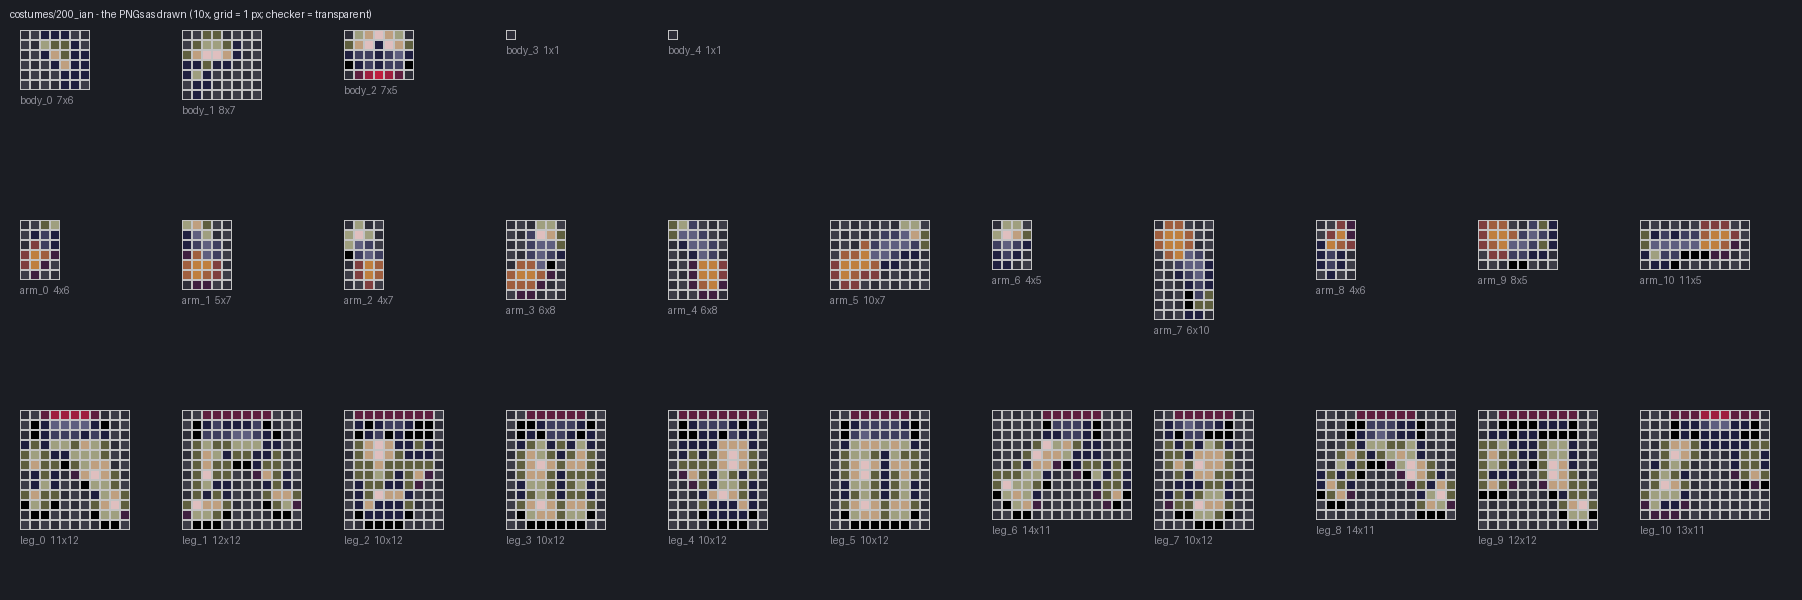 costumes/200_ian - the PNGs as drawn (10x, grid = 1 px; checker = transparent)
body_0 7x6
body_1 8x7
body_2 7x5
body_3 1x1
body_4 1x1
arm_0 4x6
arm_1 5x7
arm_2 4x7
arm_3 6x8
arm_4 6x8
arm_5 10x7
arm_6 4x5
arm_7 6x10
arm_8 4x6
arm_9 8x5
arm_10 11x5
leg_0 11x12
leg_1 12x12
leg_2 10x12
leg_3 10x12
leg_4 10x12
leg_5 10x12
leg_6 14x11
leg_7 10x12
leg_8 14x11
leg_9 12x12
leg_10 13x11